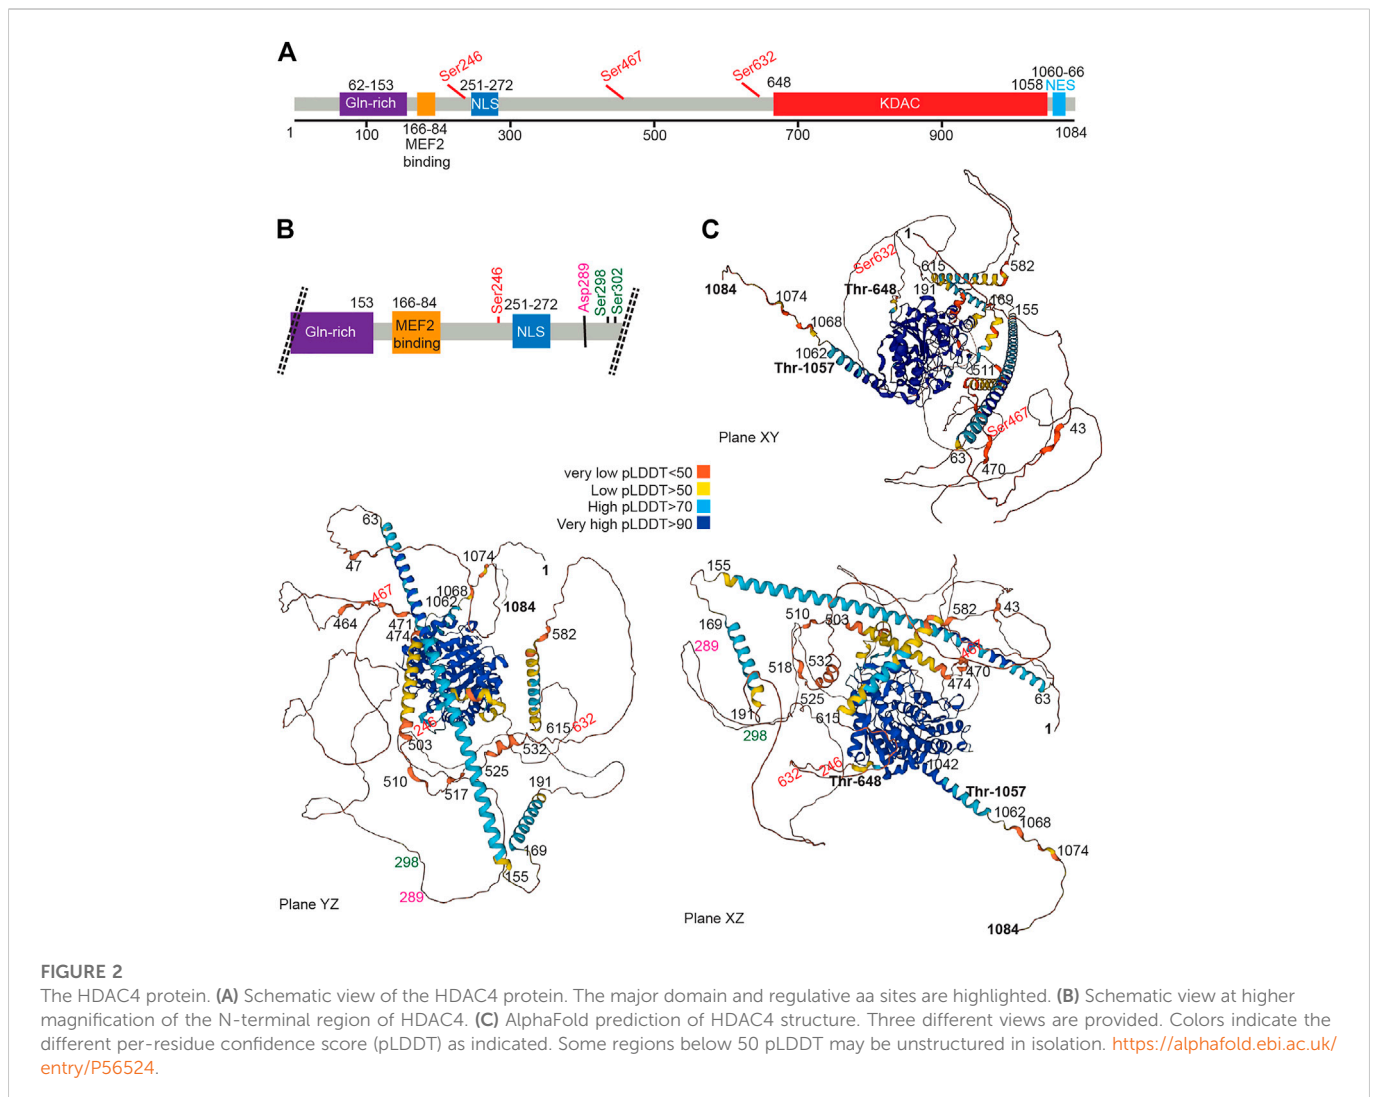 A
Ser246
Ser467
Ser632
62-153
251-272
648
1058
1060-66
NES
Gln-rich
NLS
KDAC
1
100
166-84
MEF2
binding
300
500
700
900
1084
B
153
166-84
Ser246
251-272
Asp289
Ser298
Ser302
Gln-rich
MEF2
binding
NLS
C
1
Ser632
615
582
1084
1074
Thr-648
191
169
155
1068
1062
Thr-1057
511
Ser467
43
63
470
Plane XY
very low pLDDT<50
Low pLDDT>50
High pLDDT>70
Very high pLDDT>90
63
47
1074
1
467
1068
1062
1084
464
471
474
582
246
503
615
632
532
510
525
517
191
298
169
155
289
Plane YZ
155
582
43
510
503
169
467
289
518
532
470
474
63
525
191
615
1
298
632
246
1042
Thr-648
Thr-1057
1062
1068
1074
1084
Plane XZ
FIGURE 2
The HDAC4 protein. (A) Schematic view of the HDAC4 protein. The major domain and regulative aa sites are highlighted. (B) Schematic view at higher
magnification of the N-terminal region of HDAC4. (C) AlphaFold prediction of HDAC4 structure. Three different views are provided. Colors indicate the
different per-residue confidence score (pLDDT) as indicated. Some regions below 50 pLDDT may be unstructured in isolation. https://alphafold.ebi.ac.uk/
entry/P56524.